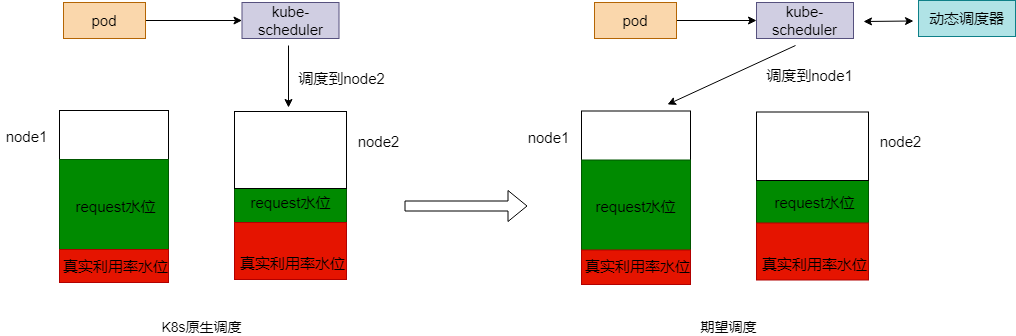 pod
kube-
scheduler
调度到node2
node1
node2
request水位
request水位
真实利用率水位
真实利用率水位
K8s原生调度
pod
kube-
scheduler
动态调度器
调度到node1
node1
node2
request水位
request水位
真实利用率水位
真实利用率水位
期望调度